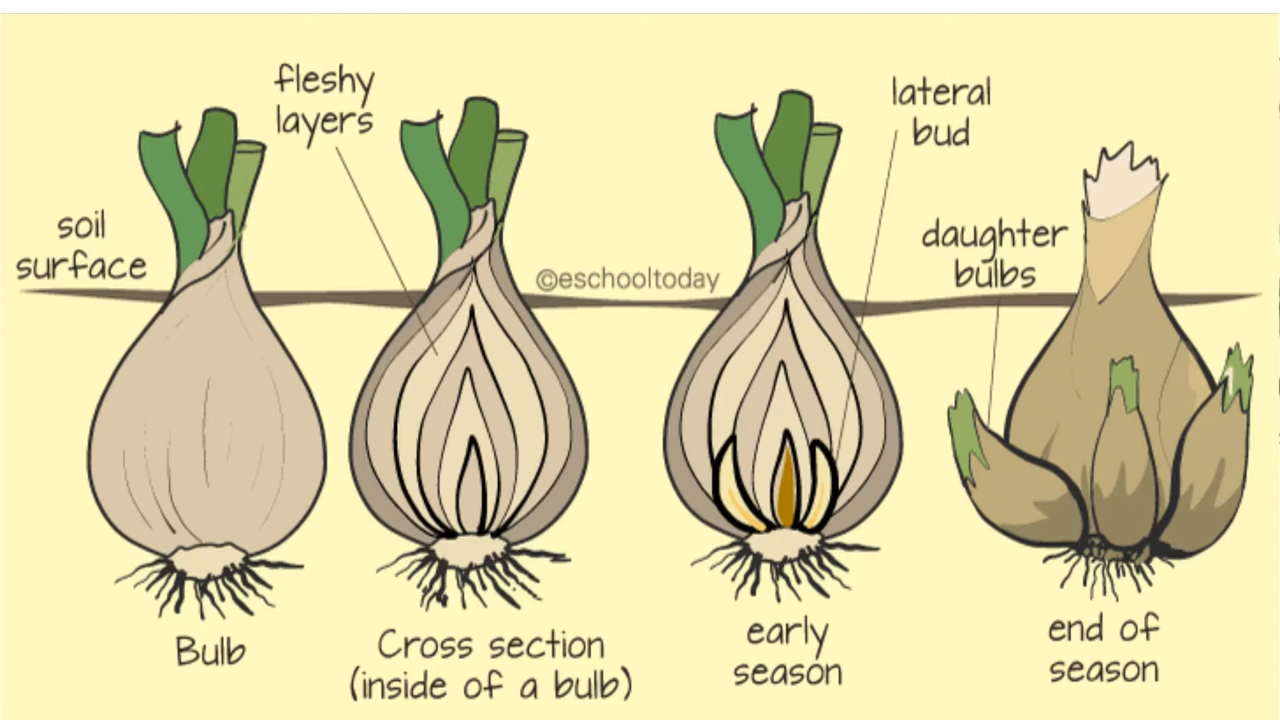 fleshy
layers
lateral
bud
soil
surface
daughter
bulbs
©eschooltoday
Bulb
Cross section
(inside of a bulb)
early
season
end of
season